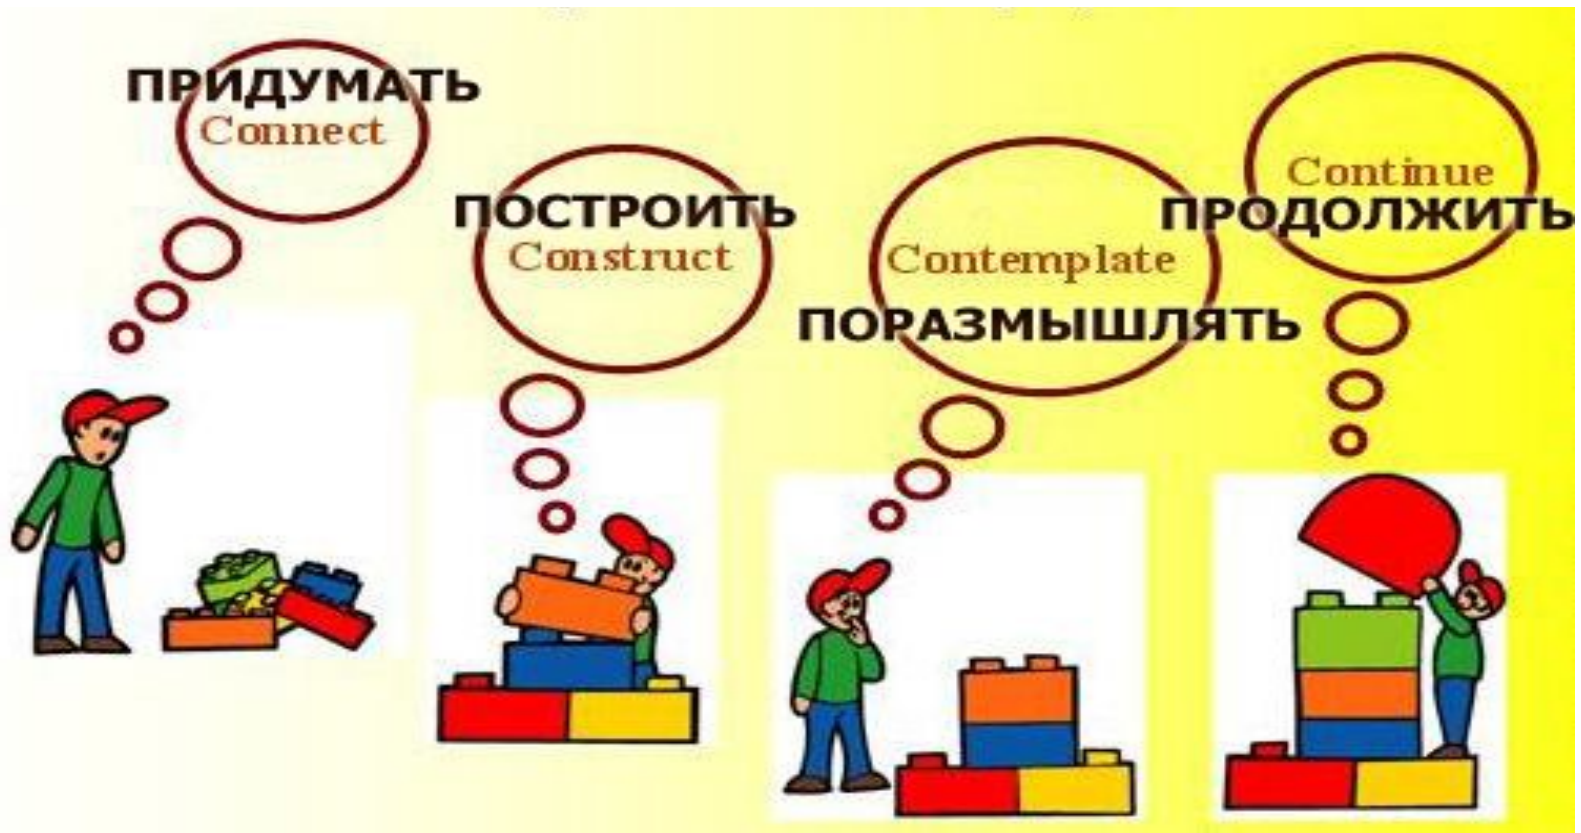 ПРИДУМАТЬ
Connect
ПОСТРОИТЬ
Construct
Contemplate
ПОРАЗМЫШЛЯТЬ
Continue
ПРОДОЛЖИТЬ